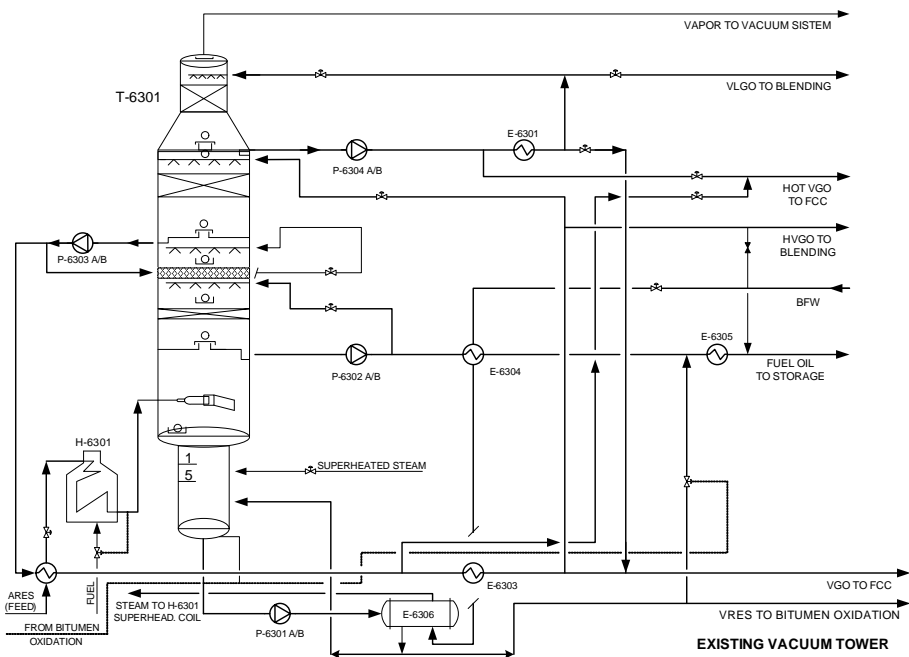 VAPOR TO VACUUM SISTEM
T-6301
VLGO TO BLENDING
E-6301
P-6304 A/B
HOT VGO
TO FCC
HVGO TO
BLENDING
P-6303 A/B
BFW
E-6305
P-6302 A/B
E-6304
FUEL OIL
TO STORAGE
H-6301
1
5
SUPERHEATED STEAM
ARES
(FEED)
FUEL
E-6303
VGO TO FCC
STEAM TO H-6301
SUPERHEAD. COIL
E-6306
VRES TO BITUMEN OXIDATION
FROM BITUMEN
OXIDATION
P-6301 A/B
EXISTING VACUUM TOWER